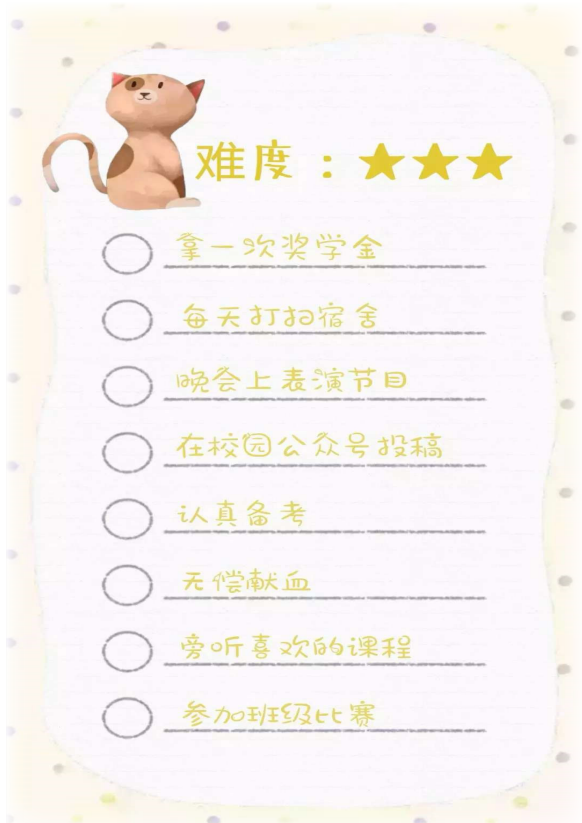 难度：★★★
拿一次奖学金
每天打扫宿舍
晚会上表演节目
在校园公众号投稿
认真备考
无偿献血
旁听喜欢的课程
参加班级比赛